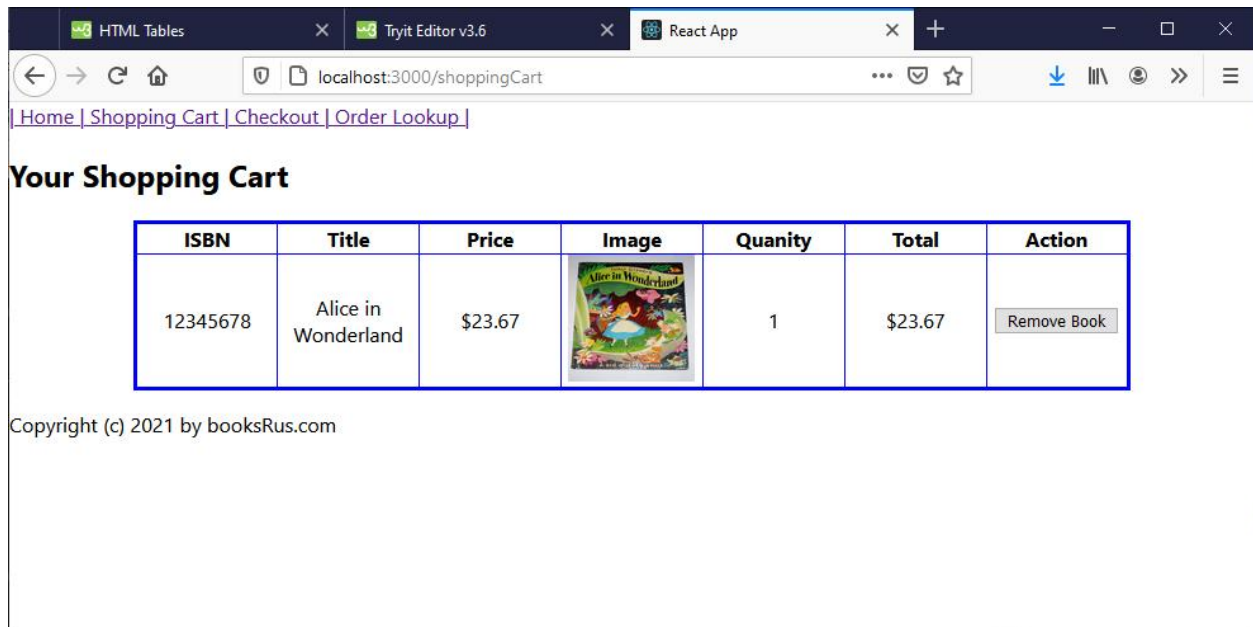 HTML Tables
Tryit Editor v3.6
React App
localhost:3000/shoppingCart
| Home | Shopping Cart | Checkout | Order Lookup |
Your Shopping Cart
ISBN Title Price Image Quanity Total Action
Alice in Wonderland
12345678 Alice in Wonderland $23.67 1 $23.67 Remove Book
Copyright (c) 2021 by booksRus.com